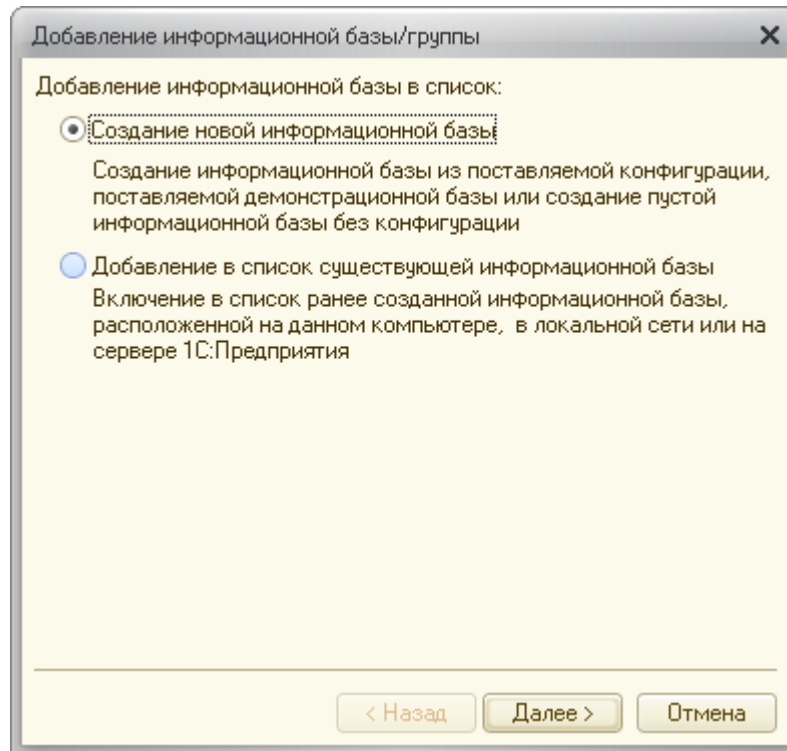 Добавление информационной базы/группы
Добавление информационной базы в список:
Создание новой информационной базы
Создание информационной базы из поставляемой конфигурации,
поставляемой демонстрационной базы или создание пустой
информационной базы без конфигурации
Добавление в список существующей информационной базы
Включение в список ранее созданной информационной базы,
расположенной на данном компьютере, в локальной сети или на
сервере 1С:Предприятия
< Назад Далее > Отмена